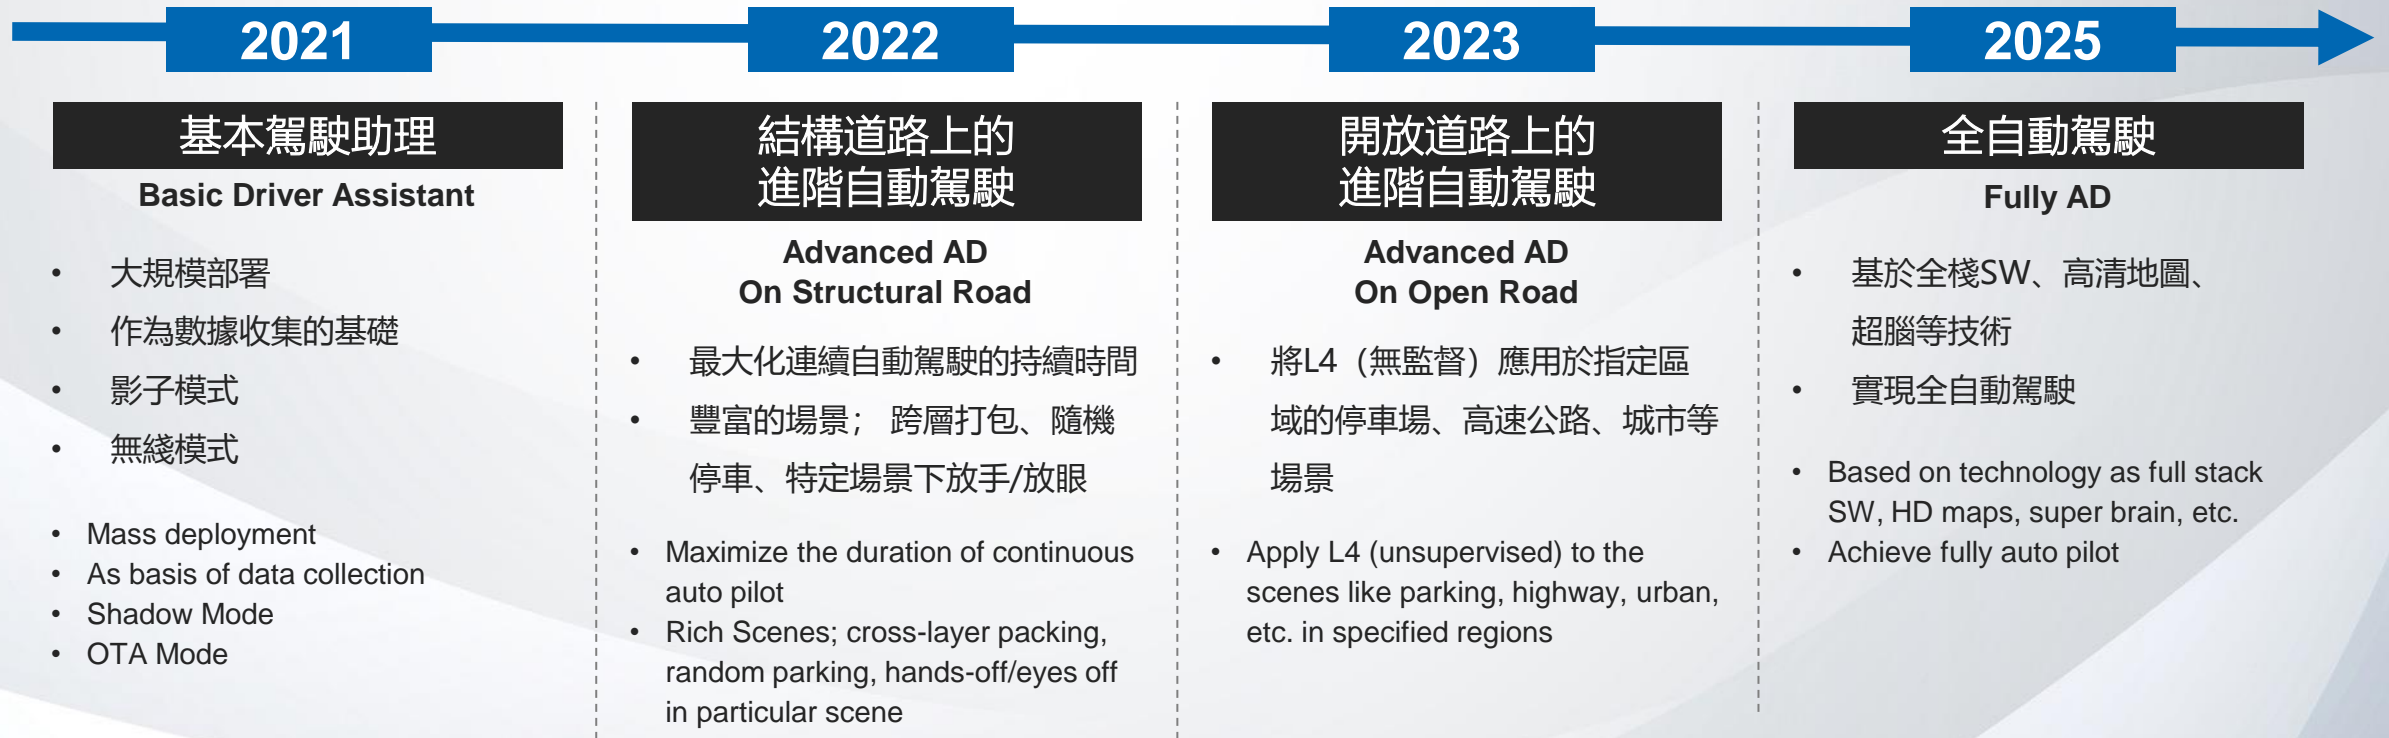 2021
2022
2023
2025
基本駕駛助理
Basic Driver Assistant
• 大規模部署
• 作為數據收集的基礎
• 影子模式
• 無綫模式
• Mass deployment
• As basis of data collection
• Shadow Mode
• OTA Mode
結構道路上的
進階自動駕駛
Advanced AD
On Structural Road
• 最大化連續自動駕駛的持續時間
• 豐富的場景； 跨層打包、隨機
停車、特定場景下放手/放眼
• Maximize the duration of continuous
auto pilot
• Rich Scenes; cross-layer packing,
random parking, hands-off/eyes off
in particular scene
開放道路上的
進階自動駕駛
Advanced AD
On Open Road
• 將L4（無監督）應用於指定區
域的停車場、高速公路、城市等
場景
• Apply L4 (unsupervised) to the
scenes like parking, highway, urban,
etc. in specified regions
全自動駕駛
Fully AD
• 基於全棧SW、高清地圖、
超腦等技術
• 實現全自動駕駛
• Based on technology as full stack
SW, HD maps, super brain, etc.
• Achieve fully auto pilot